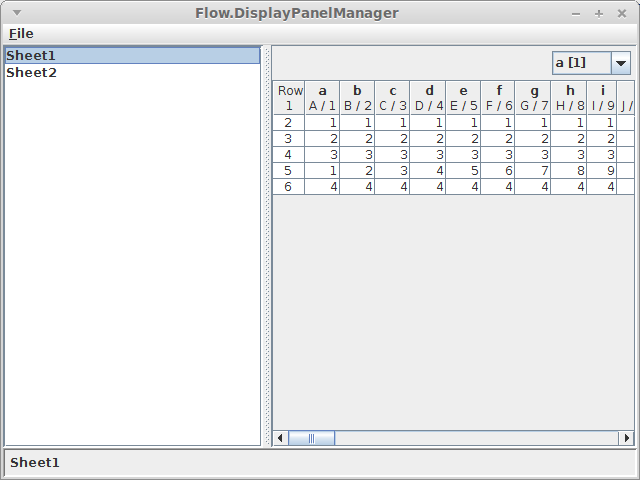 Flow.DisplayPanelManager
File
Sheet1
Sheet2
a [1]
Row a b c d e f g h i
1 A / 1 B / 2 C / 3 D / 4 E / 5 F / 6 G / 7 H / 8 I / 9 J /
2 1 1 1 1 1 1 1 1 1
3 2 2 2 2 2 2 2 2 2
4 3 3 3 3 3 3 3 3 3
5 1 2 3 4 5 6 7 8 9
6 4 4 4 4 4 4 4 4 4
Sheet1